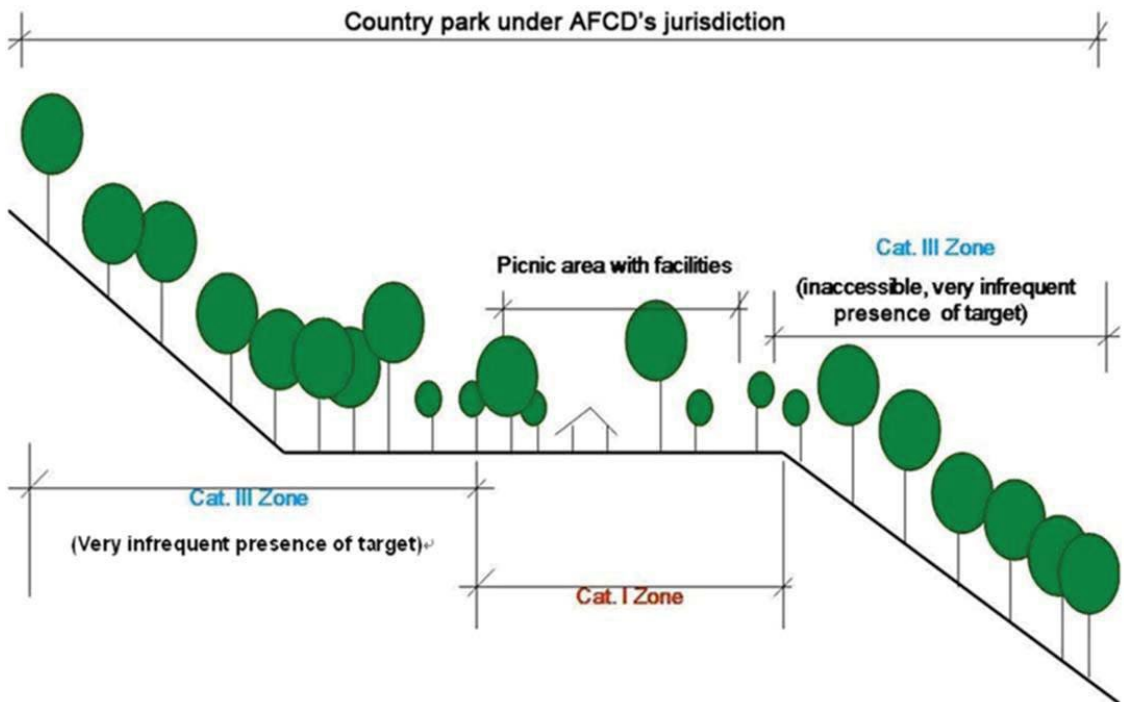 Country park under AFCD's jurisdiction
Cat. III Zone
Picnic area with facilities
(inaccessible, very infrequent
presence of target)
Cat. III Zone
(Very infrequent presence of target)↵
Cat. I Zone